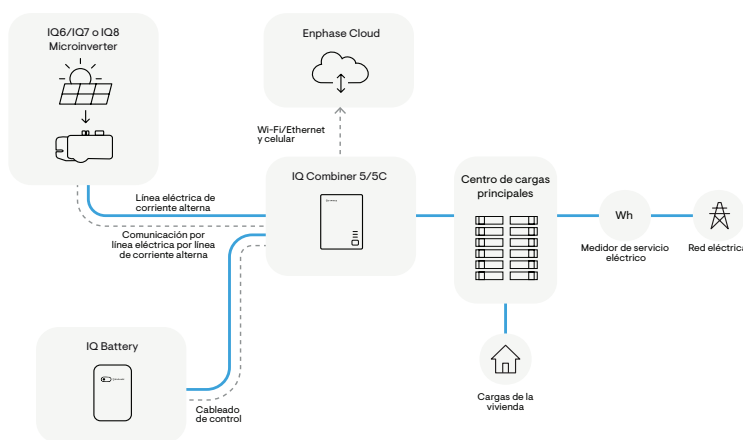 IQ6/IQ7 o IQ8
Microinverter
Enphase Cloud
Wi-Fi/Ethernet
y celular
IQ Combiner 5/5C
Centro de cargas
principales
Línea eléctrica de
corriente alterna
Comunicación por
línea eléctrica por línea
de corriente alterna
Wh
Medidor de servicio
eléctrico
Red eléctrica
IQ Battery
Cableado
de control
Cargas de la
vivienda